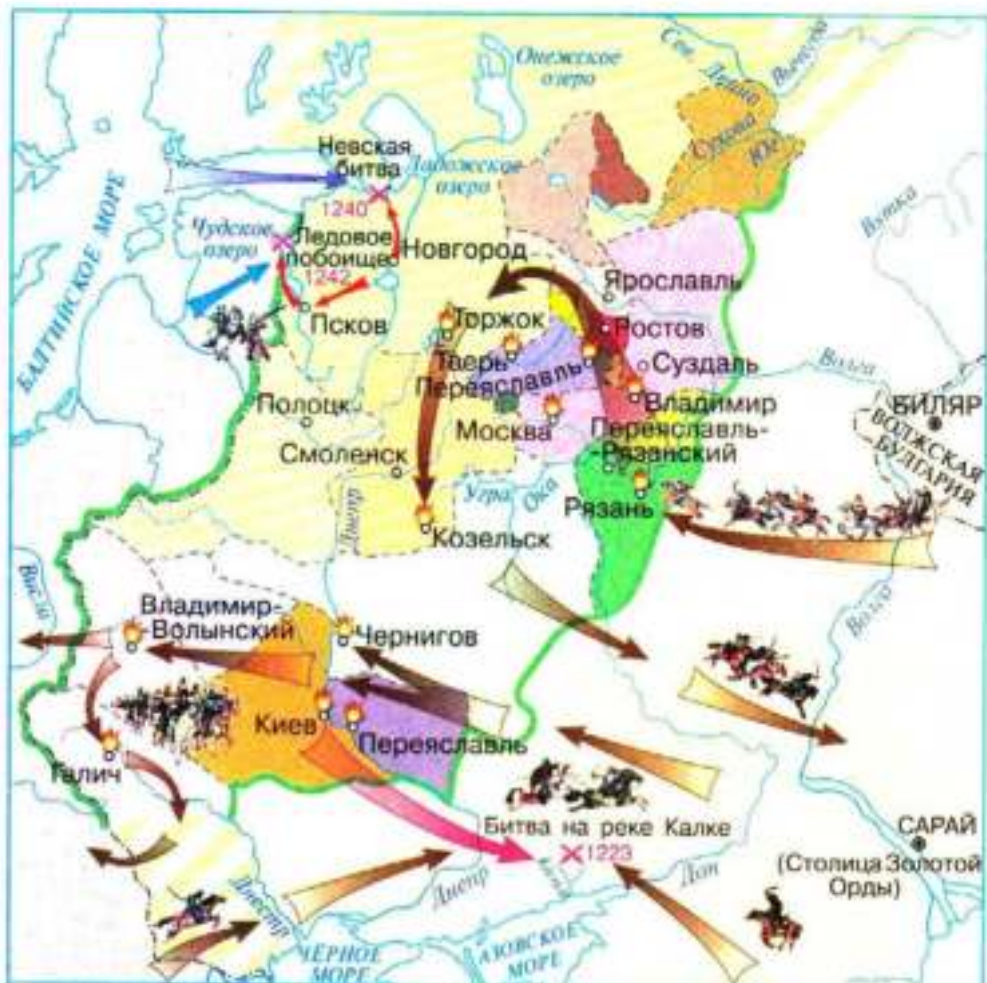 Онежское
озеро
Сев. Двина
Вычегда
Сухона
Юг
Вятка
Невская
битва
Ладожское
озеро
1240
БАЛТИЙСКОЕ МОРЕ
Чудское
озеро
Ледовое
побоище
1242
Новгород
Псков
Ярославль
Торжок
Ростов
Тверь
Суздаль
Переяславль
Волга
Полоцк
Владимир
БИЛЯР
Москва
Переяславль-
-Рязанский
ВОЛЖСКАЯ
БУЛГАРИЯ
Смоленск
Угра
Ока
Рязань
Днепр
Козельск
Висла
Волга
Владимир-
-Волынский
Чернигов
Киев
Переяславль
Галич
Битва на реке Калке
1223
САРАЙ
(Столица Золотой
Орды)
Днепр
Дон
Днестр
ЧЁРНОЕ
МОРЕ
АЗОВСКОЕ
МОРЕ